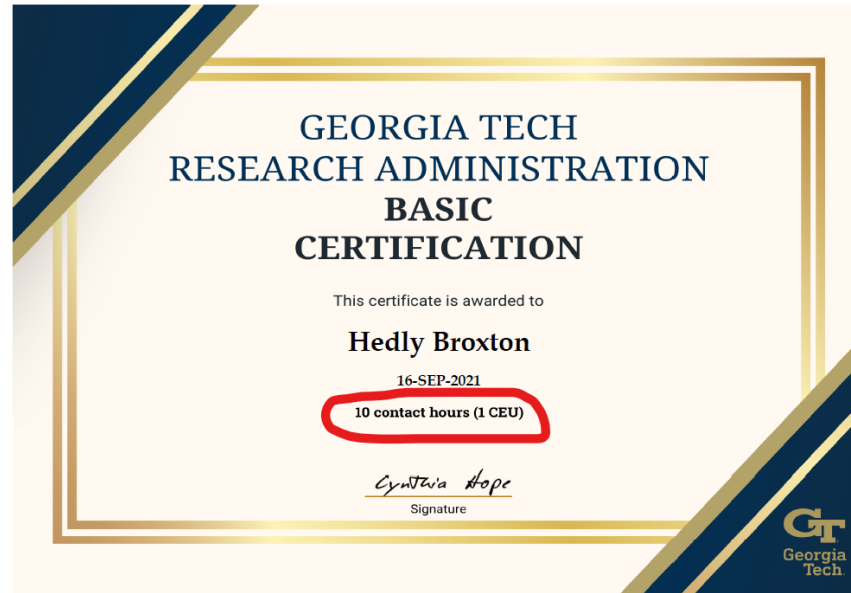 GEORGIA TECH
RESEARCH ADMINISTRATION
BASIC
CERTIFICATION
This certificate is awarded to
Hedly Broxton
16-SEP-2021
10 contact hours (1 CEU)
Cynthia Hope
Signature
GT
Georgia
Tech.